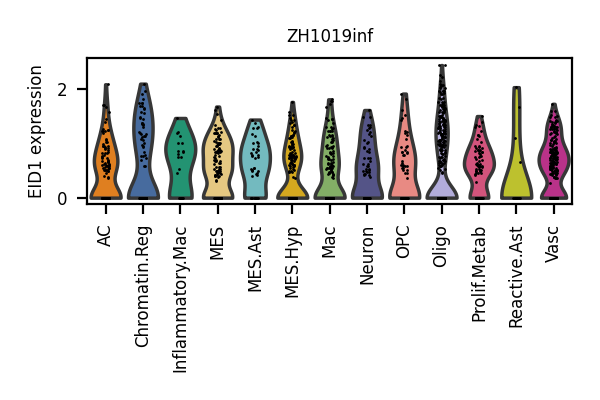 ZH1019inf
EID1 expression
2
0
AC
Chromatin.Reg
Inflammatory.Mac
MES
MES.Ast
MES.Hyp
Mac
Neuron
OPC
Oligo
Prolif.Metab
Reactive.Ast
Vasc